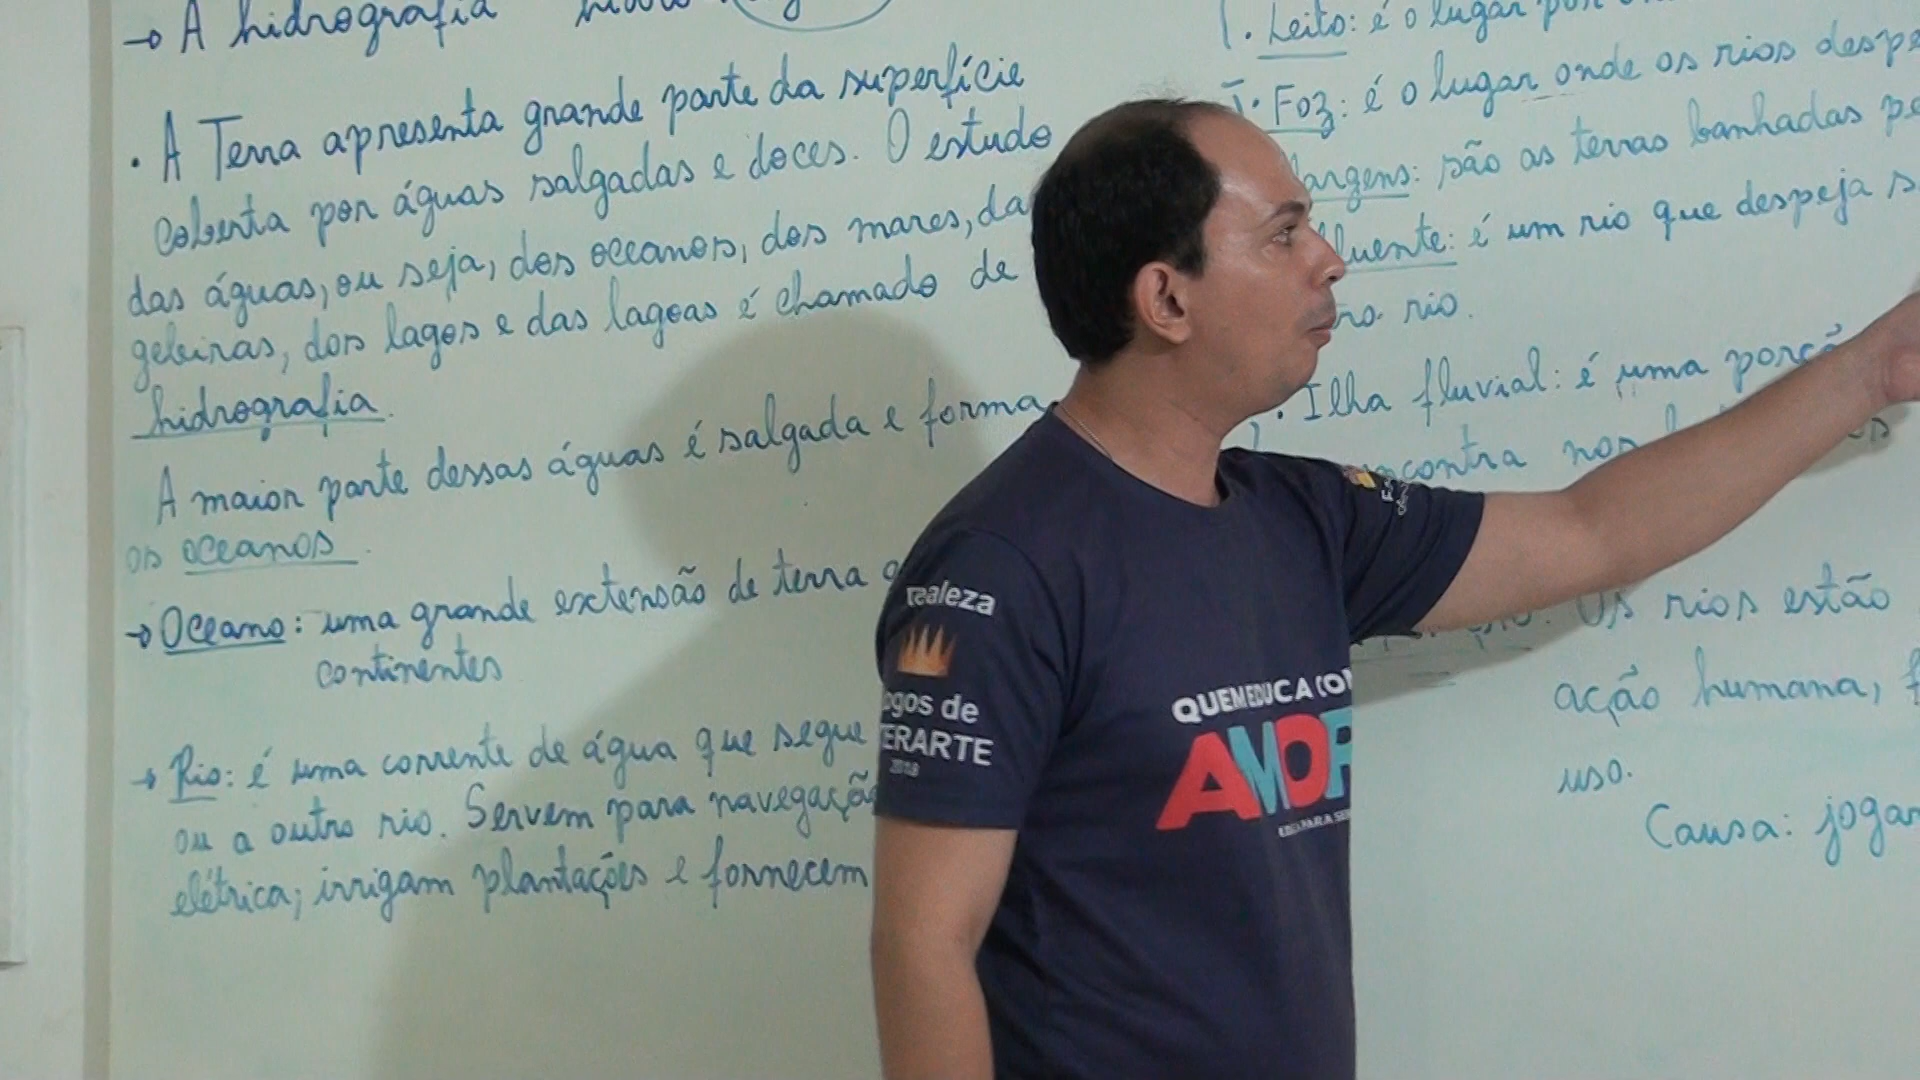 → A hidrografia
• A Terra apresenta grande parte da superfície
coberta por águas salgadas e doces. O estudo
das águas, ou seja, dos oceanos, dos mares, da
geleiras, dos lagos e das lagoas é chamado de
hidrografia.
A maior parte dessas águas é salgada e forma
os oceanos.
→ Oceano: uma grande extensão de terra
continentes
→ Rio: é uma corrente de água que segue
ou a outro rio. Servem para navegação
elétrica; irrigam plantações e fornecem
• Leito: é o lugar por
• Foz: é o lugar onde os rios despe
argens: são as terras banhadas pe
luente: é um rio que despeja s
ro rio.
• Ilha fluvial: é uma porçã
ncontra nos
Os rios estão
ação humana, f
uso.
Causa: jogar
realeza
ogos de
ERARTE
2018
QUEM EDUCA COM
AMOR